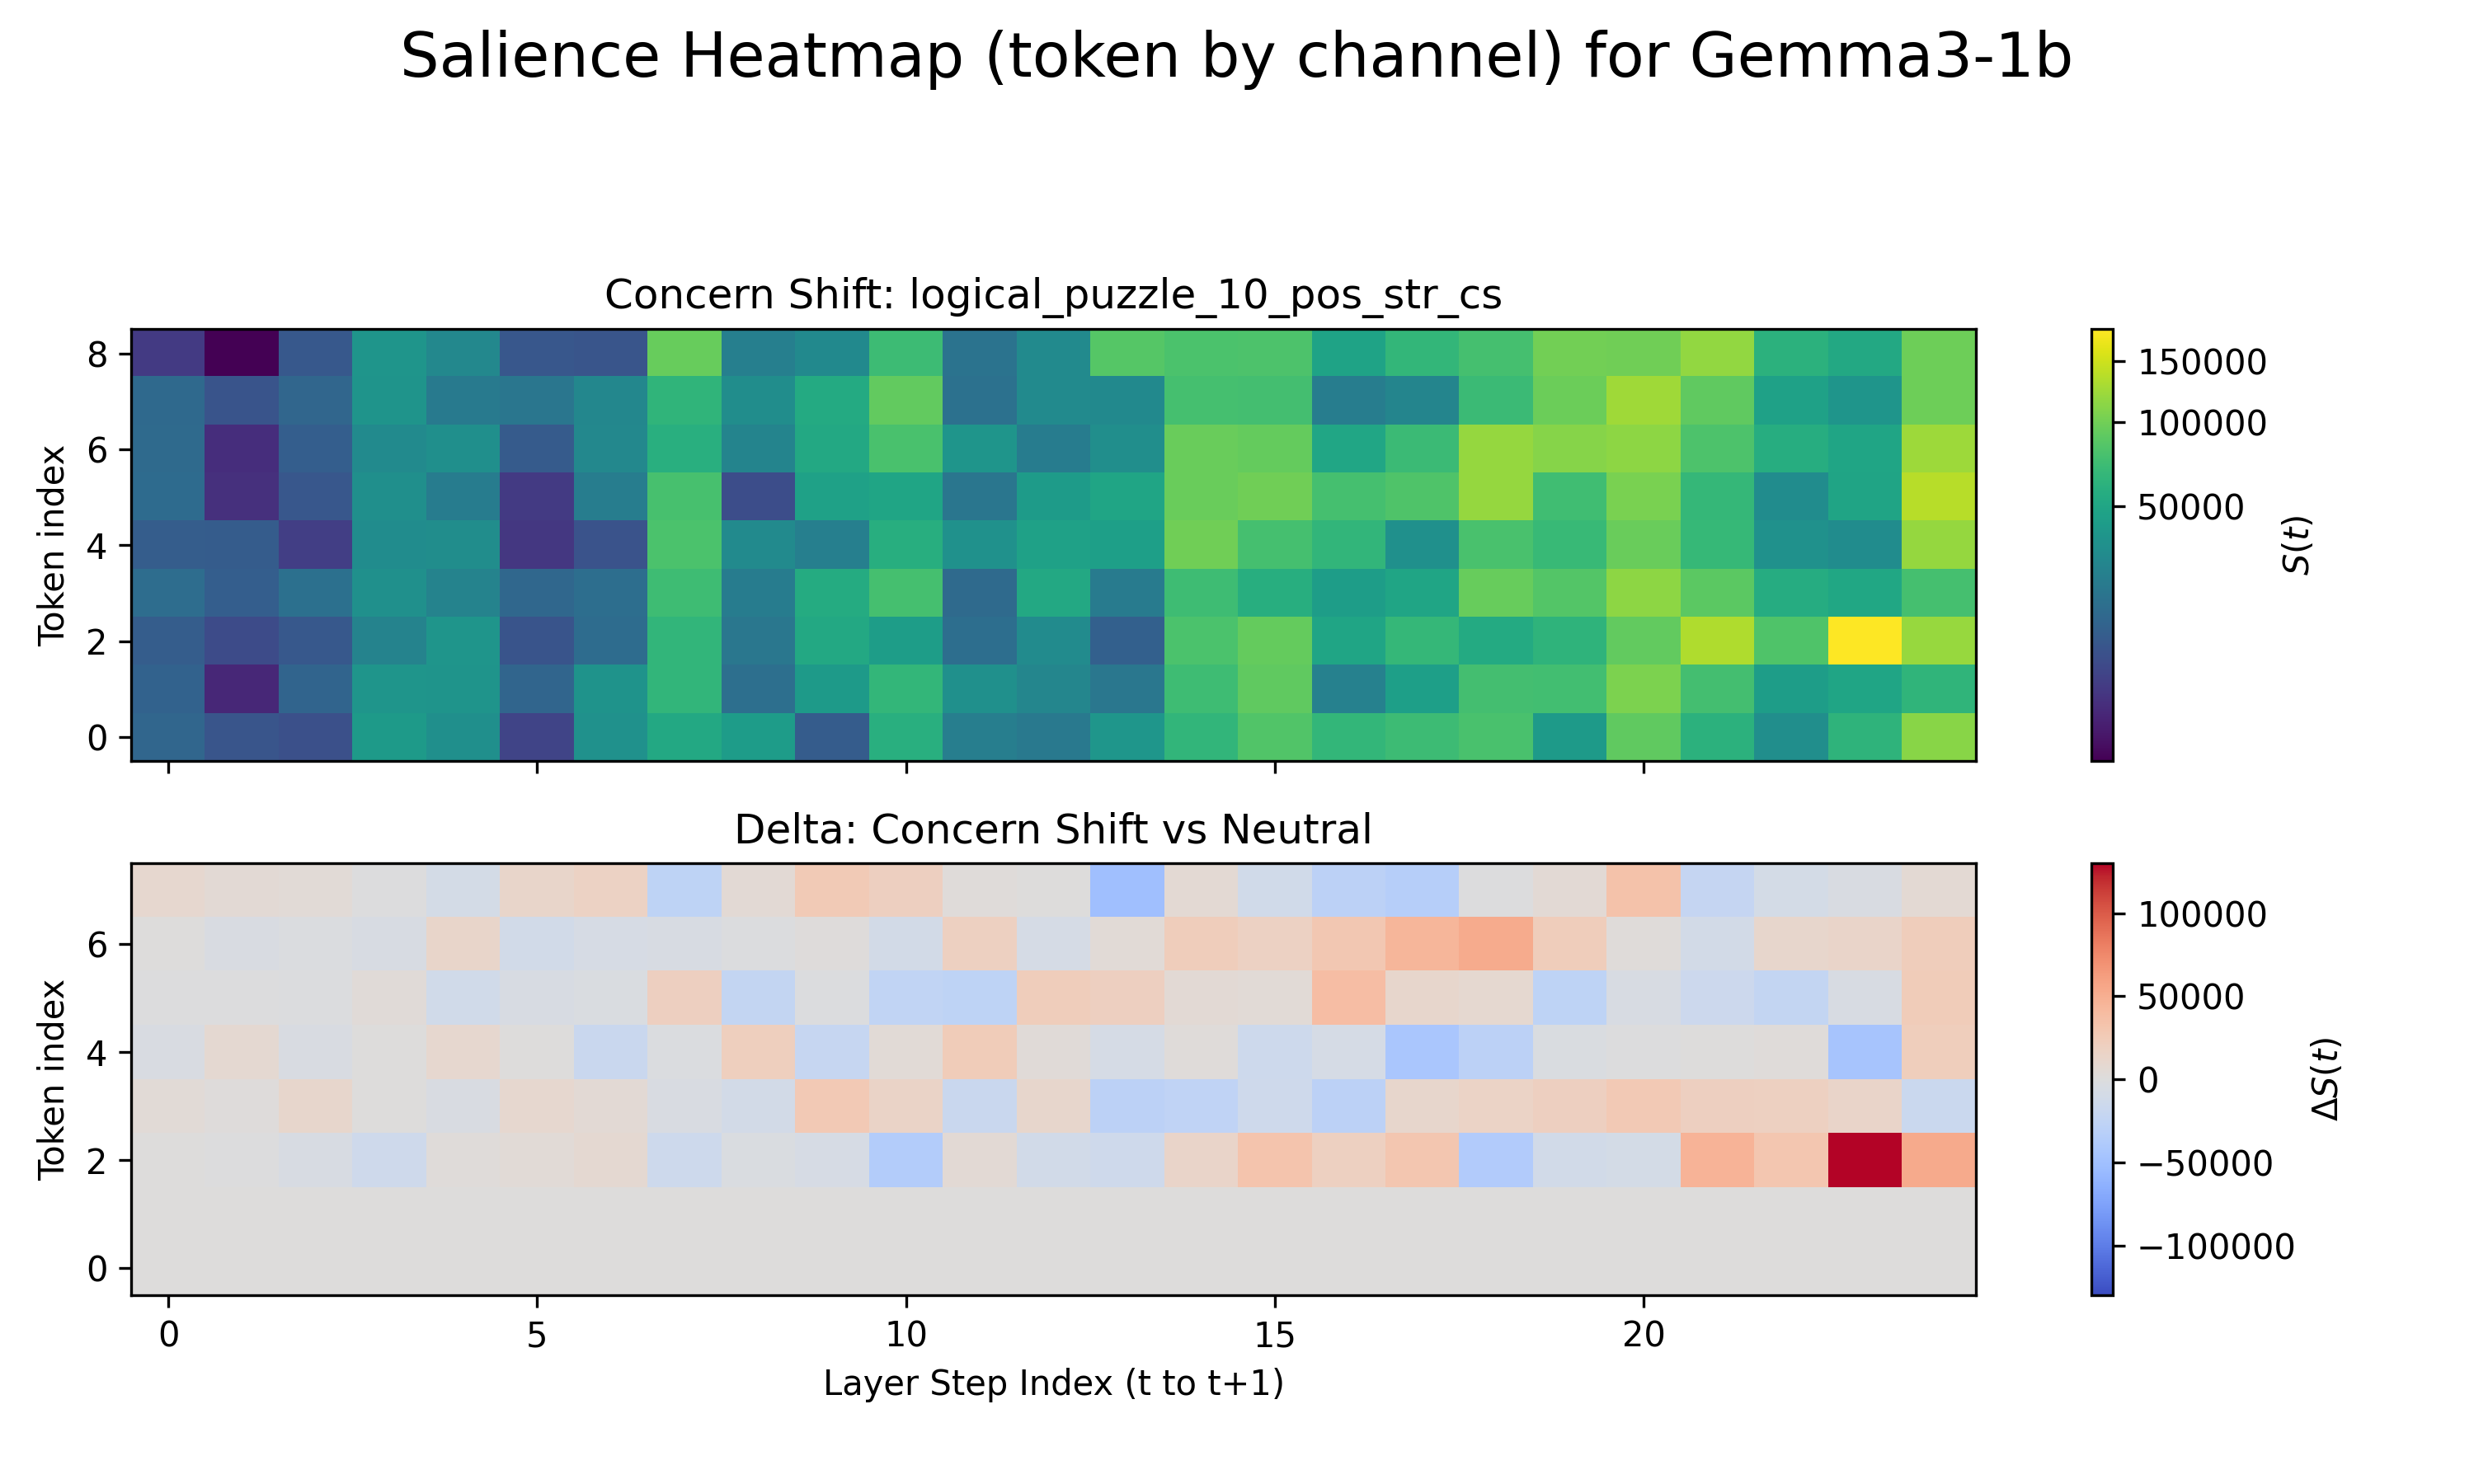 Salience Heatmap (token by channel) for Gemma3-1b
Concern Shift: logical_puzzle_10_pos_str_cs
8
6
4
2
0
Token index
150000
100000
50000
S(t)
Delta: Concern Shift vs Neutral
6
4
2
0
Token index
0
5
10
15
20
Layer Step Index (t to t+1)
100000
50000
0
−50000
−100000
ΔS(t)